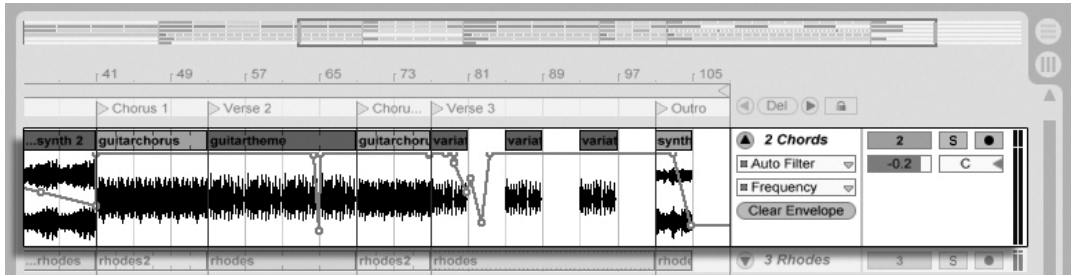 41 49 57 65 73 81 89 97 105
Chorus 1 Verse 2 Choru... Verse 3 Outro Del
...synth 2 guitarchorus guitartheme guitarchoru variat variat variat synth 2 Chords 2 S
Auto Filter -0.2 C
Frequency
Clear Envelope
...rhodes rhodes2 rhodes rhodes2 rhodes rhode 3 Rhodes 3 S